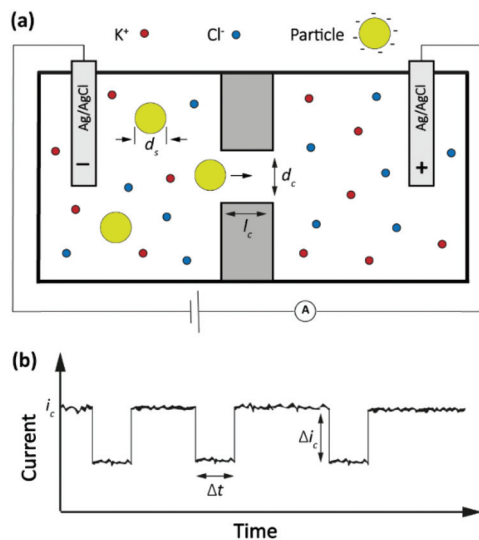 (a)
K⁺ Cl⁻ Particle
Ag/AgCl
Ag/AgCl
−
+
dₛ
d꜀
l꜀
A
(b)
i꜀
Current
Δi꜀
Δt
Time